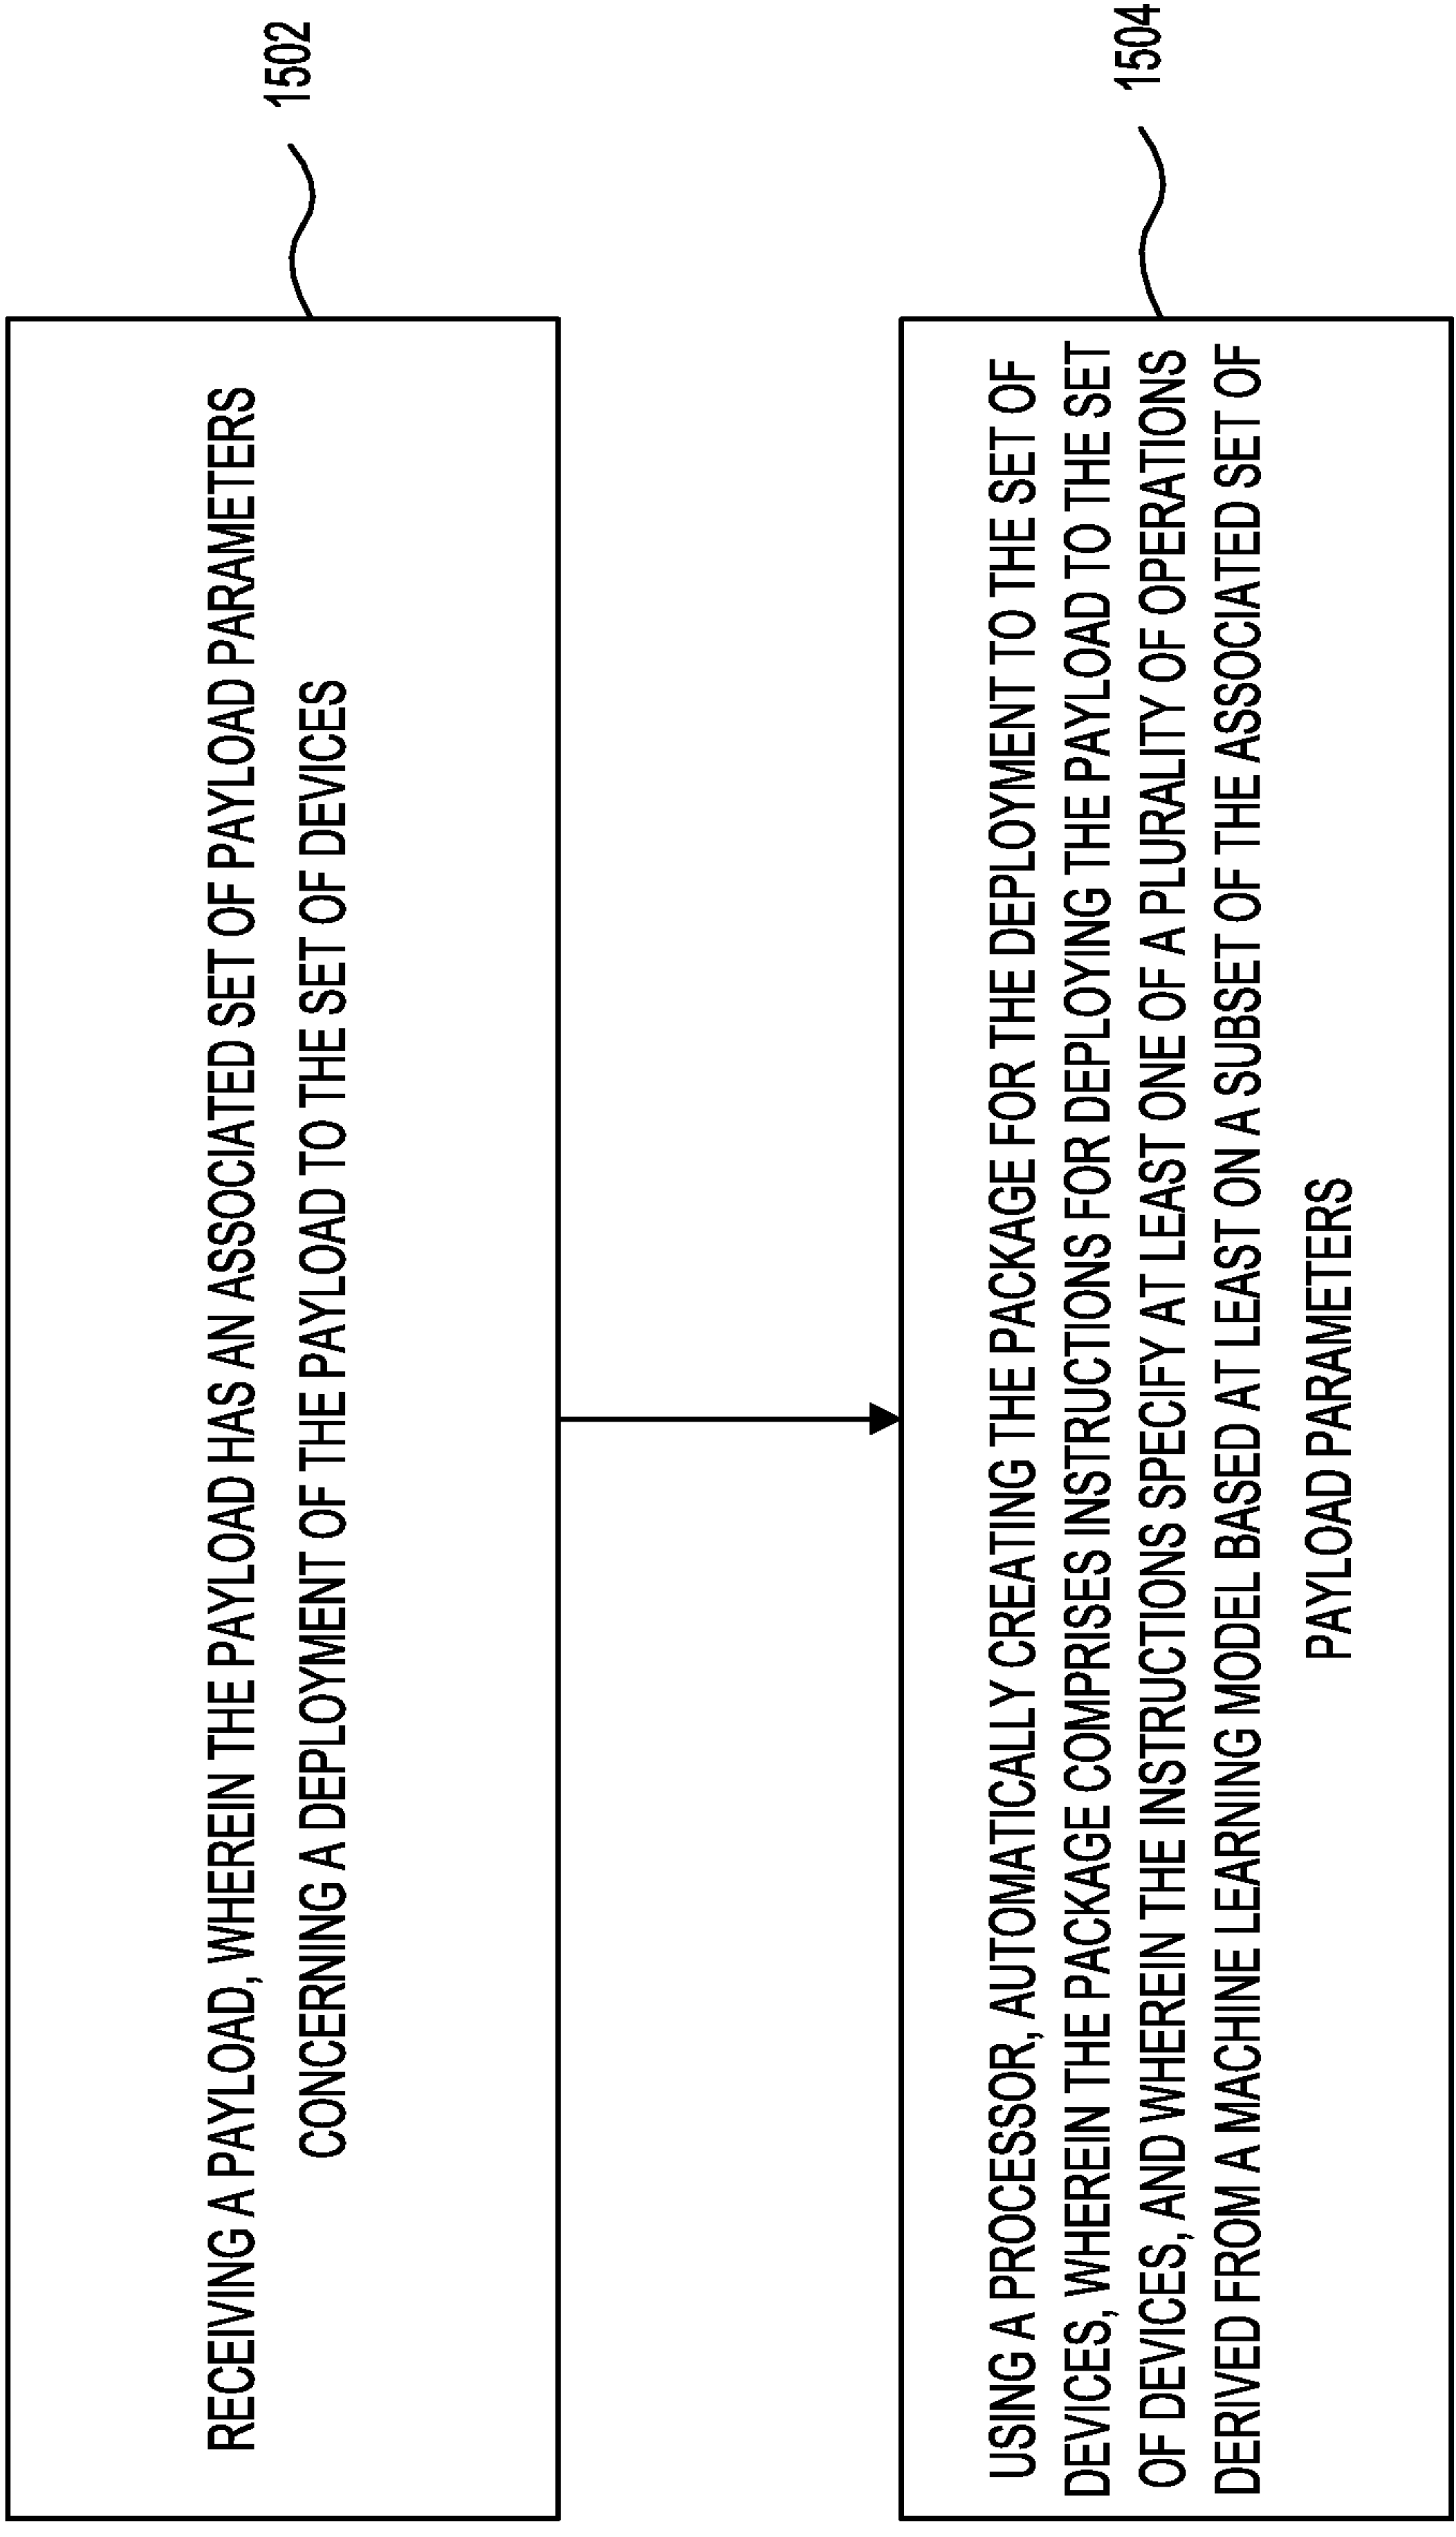 1502
RECEIVING A PAYLOAD, WHEREIN THE PAYLOAD HAS AN ASSOCIATED SET OF PAYLOAD PARAMETERS
CONCERNING A DEPLOYMENT OF THE PAYLOAD TO THE SET OF DEVICES
1504
USING A PROCESSOR, AUTOMATICALLY CREATING THE PACKAGE FOR THE DEPLOYMENT TO THE SET OF
DEVICES, WHEREIN THE PACKAGE COMPRISES INSTRUCTIONS FOR DEPLOYING THE PAYLOAD TO THE SET
OF DEVICES, AND WHEREIN THE INSTRUCTIONS SPECIFY AT LEAST ONE OF A PLURALITY OF OPERATIONS
DERIVED FROM A MACHINE LEARNING MODEL BASED AT LEAST ON A SUBSET OF THE ASSOCIATED SET OF
PAYLOAD PARAMETERS